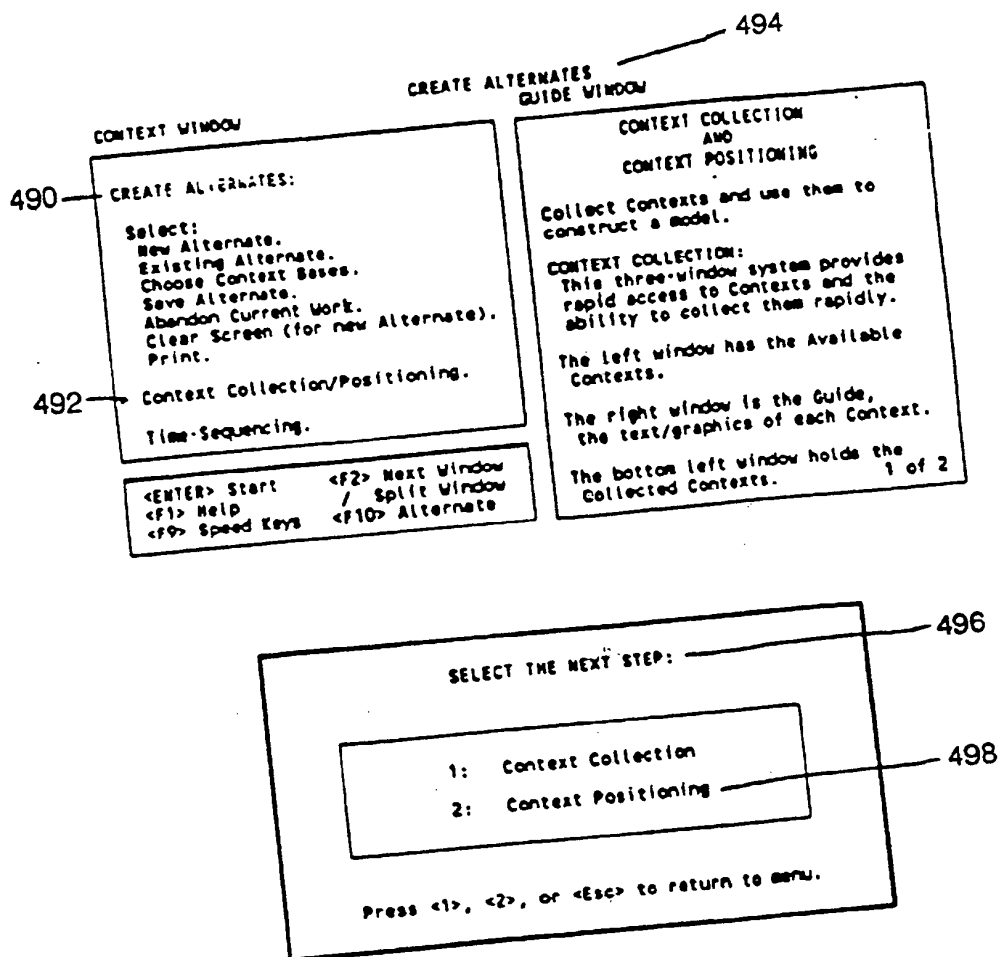 494
CREATE ALTERNATES
CONTEXT WINDOW
GUIDE WINDOW
490
CREATE ALTERNATES:
Select:
New Alternate.
Existing Alternate.
Choose Context Bases.
Save Alternate.
Abandon Current Work.
Clear Screen (for new Alternate).
Print.
492
Context Collection/Positioning.
Time-Sequencing.
<ENTER> Start
<F2> Next Window
<F1> Help
/ Split Window
<F9> Speed Keys
<F10> Alternate
CONTEXT COLLECTION
AND
CONTEXT POSITIONING
Collect Contexts and use them to
construct a model.
CONTEXT COLLECTION:
This three-window system provides
rapid access to Contexts and the
ability to collect them rapidly.
The left window has the Available
Contexts.
The right window is the Guide,
the text/graphics of each Context.
The bottom left window holds the
Collected Contexts.
1 of 2
496
SELECT THE NEXT STEP:
1: Context Collection
498
2: Context Positioning
Press <1>, <2>, or <Esc> to return to menu.